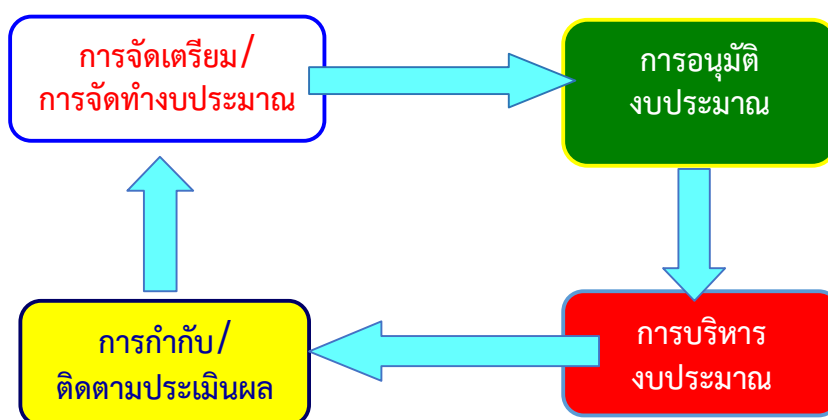 การจัดเตรียม/
การจัดทำงบประมาณ
การอนุมัติ
งบประมาณ
การบริหาร
งบประมาณ
การกำกับ/
ติดตามประเมินผล